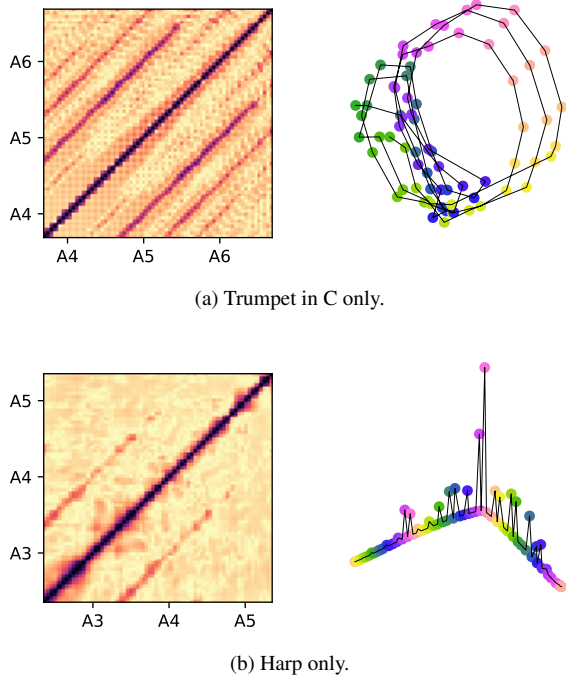 A6
A5
A4
A4 A5 A6
(a) Trumpet in C only.
A5
A4
A3
A3 A4 A5
(b) Harp only.